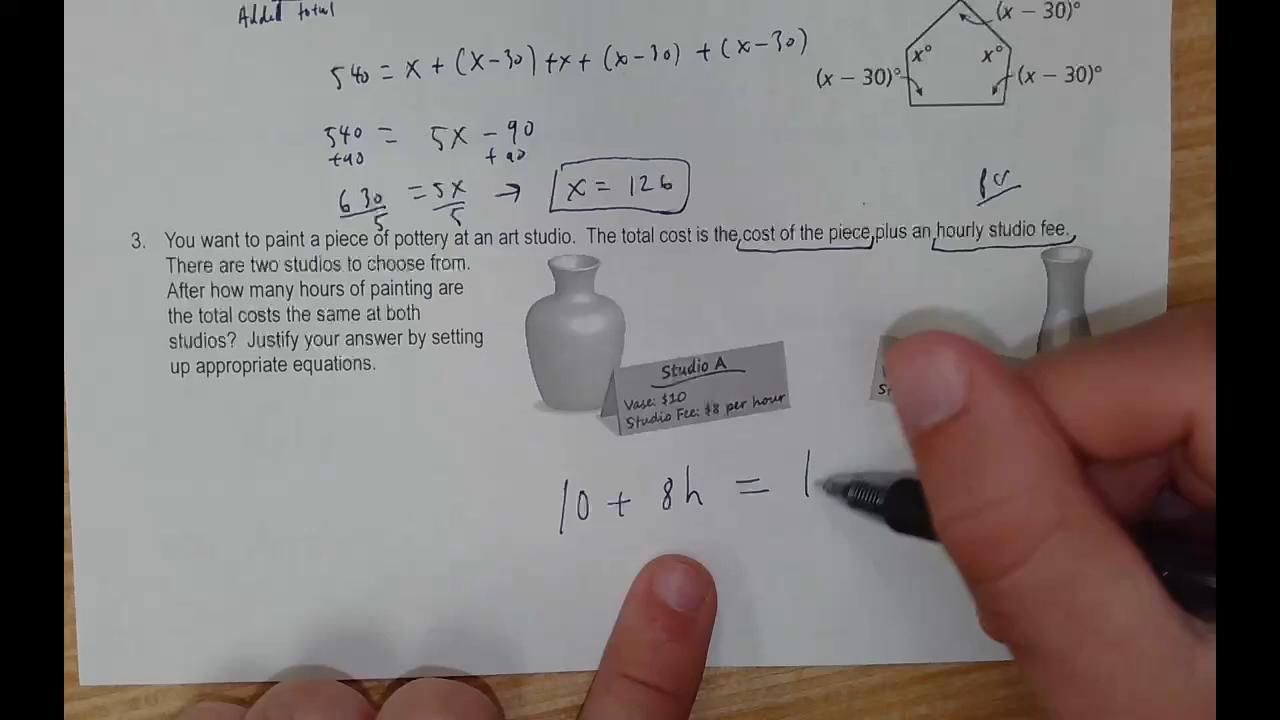 Added total
(x – 30)°
540 = x + (x-30) + x + (x-30) + (x-30)
x° x°
(x – 30)° (x – 30)°
540 = 5x - 90
+90 + 90
630 = 5x → x = 126
5 5
3. You want to paint a piece of pottery at an art studio. The total cost is the cost of the piece plus an hourly studio fee.
There are two studios to choose from.
After how many hours of painting are
the total costs the same at both
studios? Justify your answer by setting
up appropriate equations.
Studio A
Vase: $10
Studio Fee: $8 per hour
10 + 8h = 1